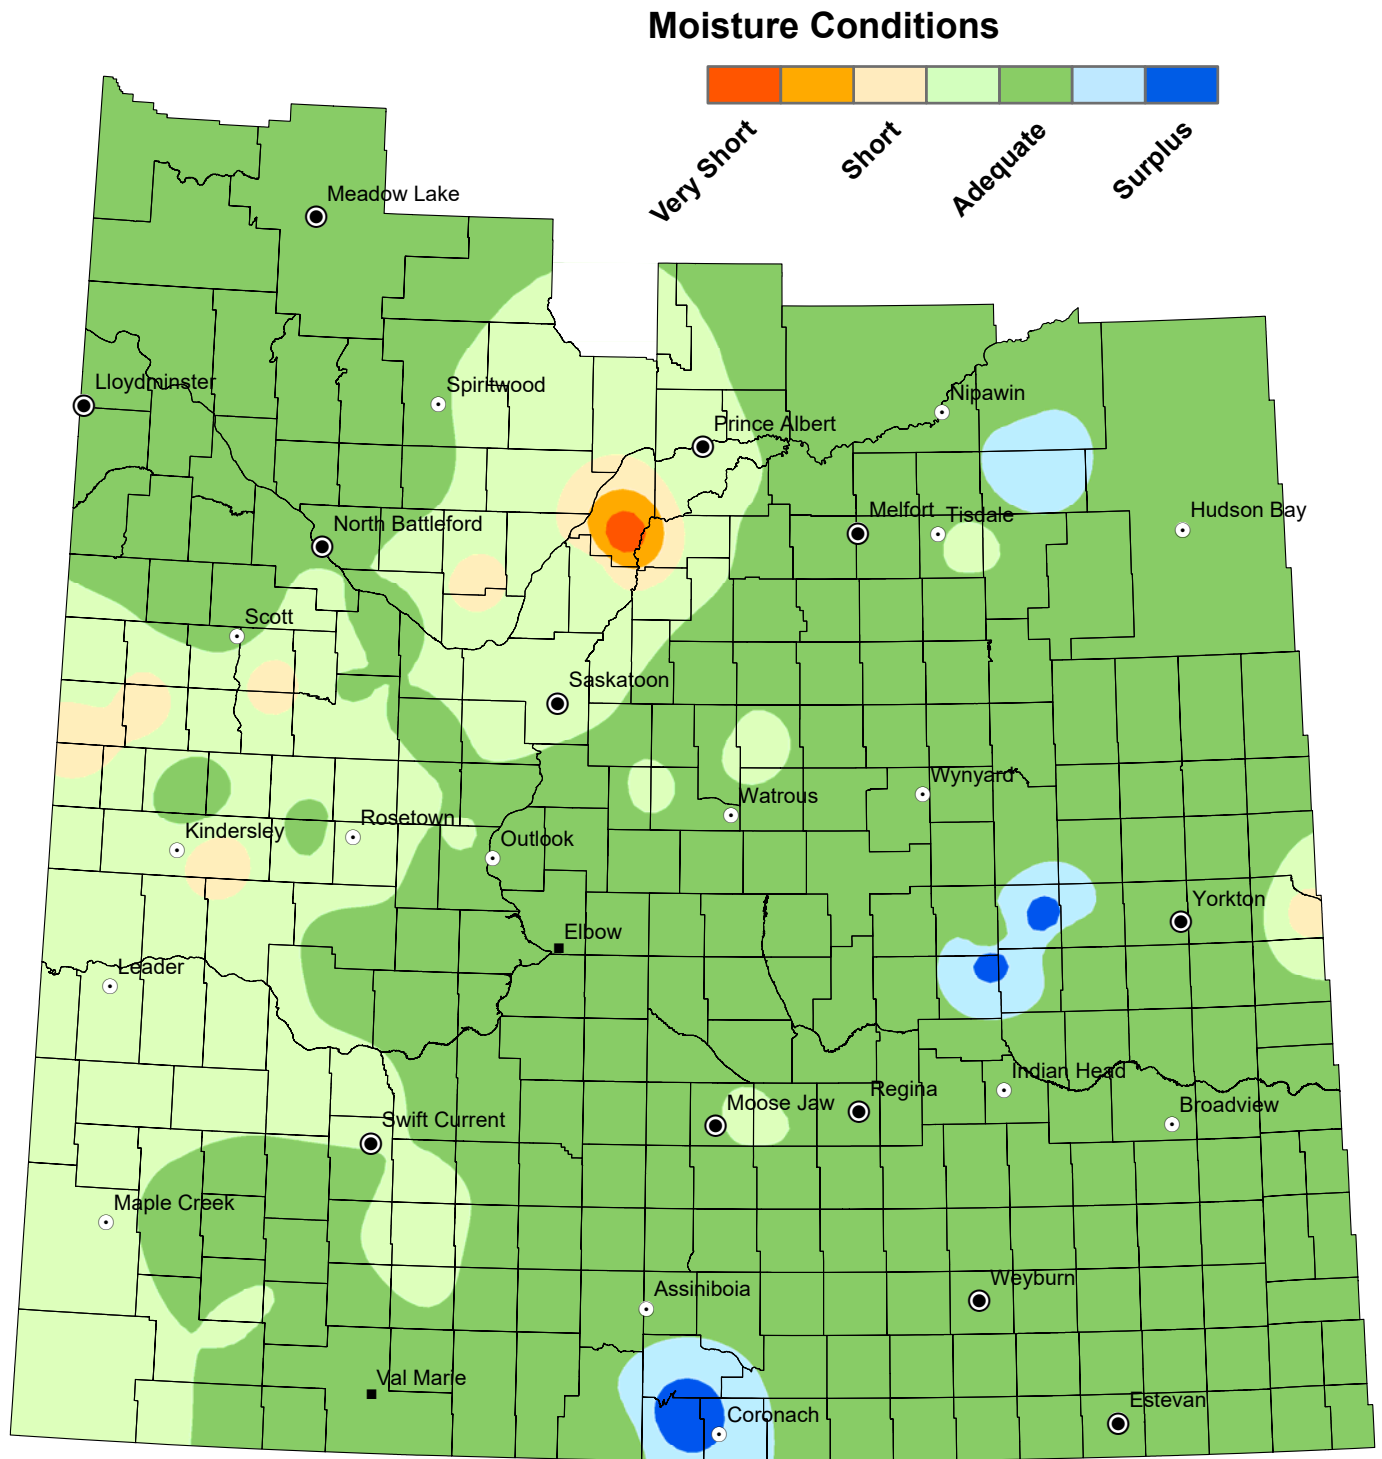 Moisture Conditions
Very Short
Short
Adequate
Surplus
Meadow Lake
Lloydminster
Spiritwood
Nipawin
Prince Albert
Melfort
Tisdale
Hudson Bay
North Battleford
Scott
Saskatoon
Wynyard
Watrous
Rosetown
Kindersley
Outlook
Yorkton
Elbow
Leader
Indian Head
Regina
Moose Jaw
Broadview
Swift Current
Maple Creek
Weyburn
Assiniboia
Val Marie
Estevan
Coronach